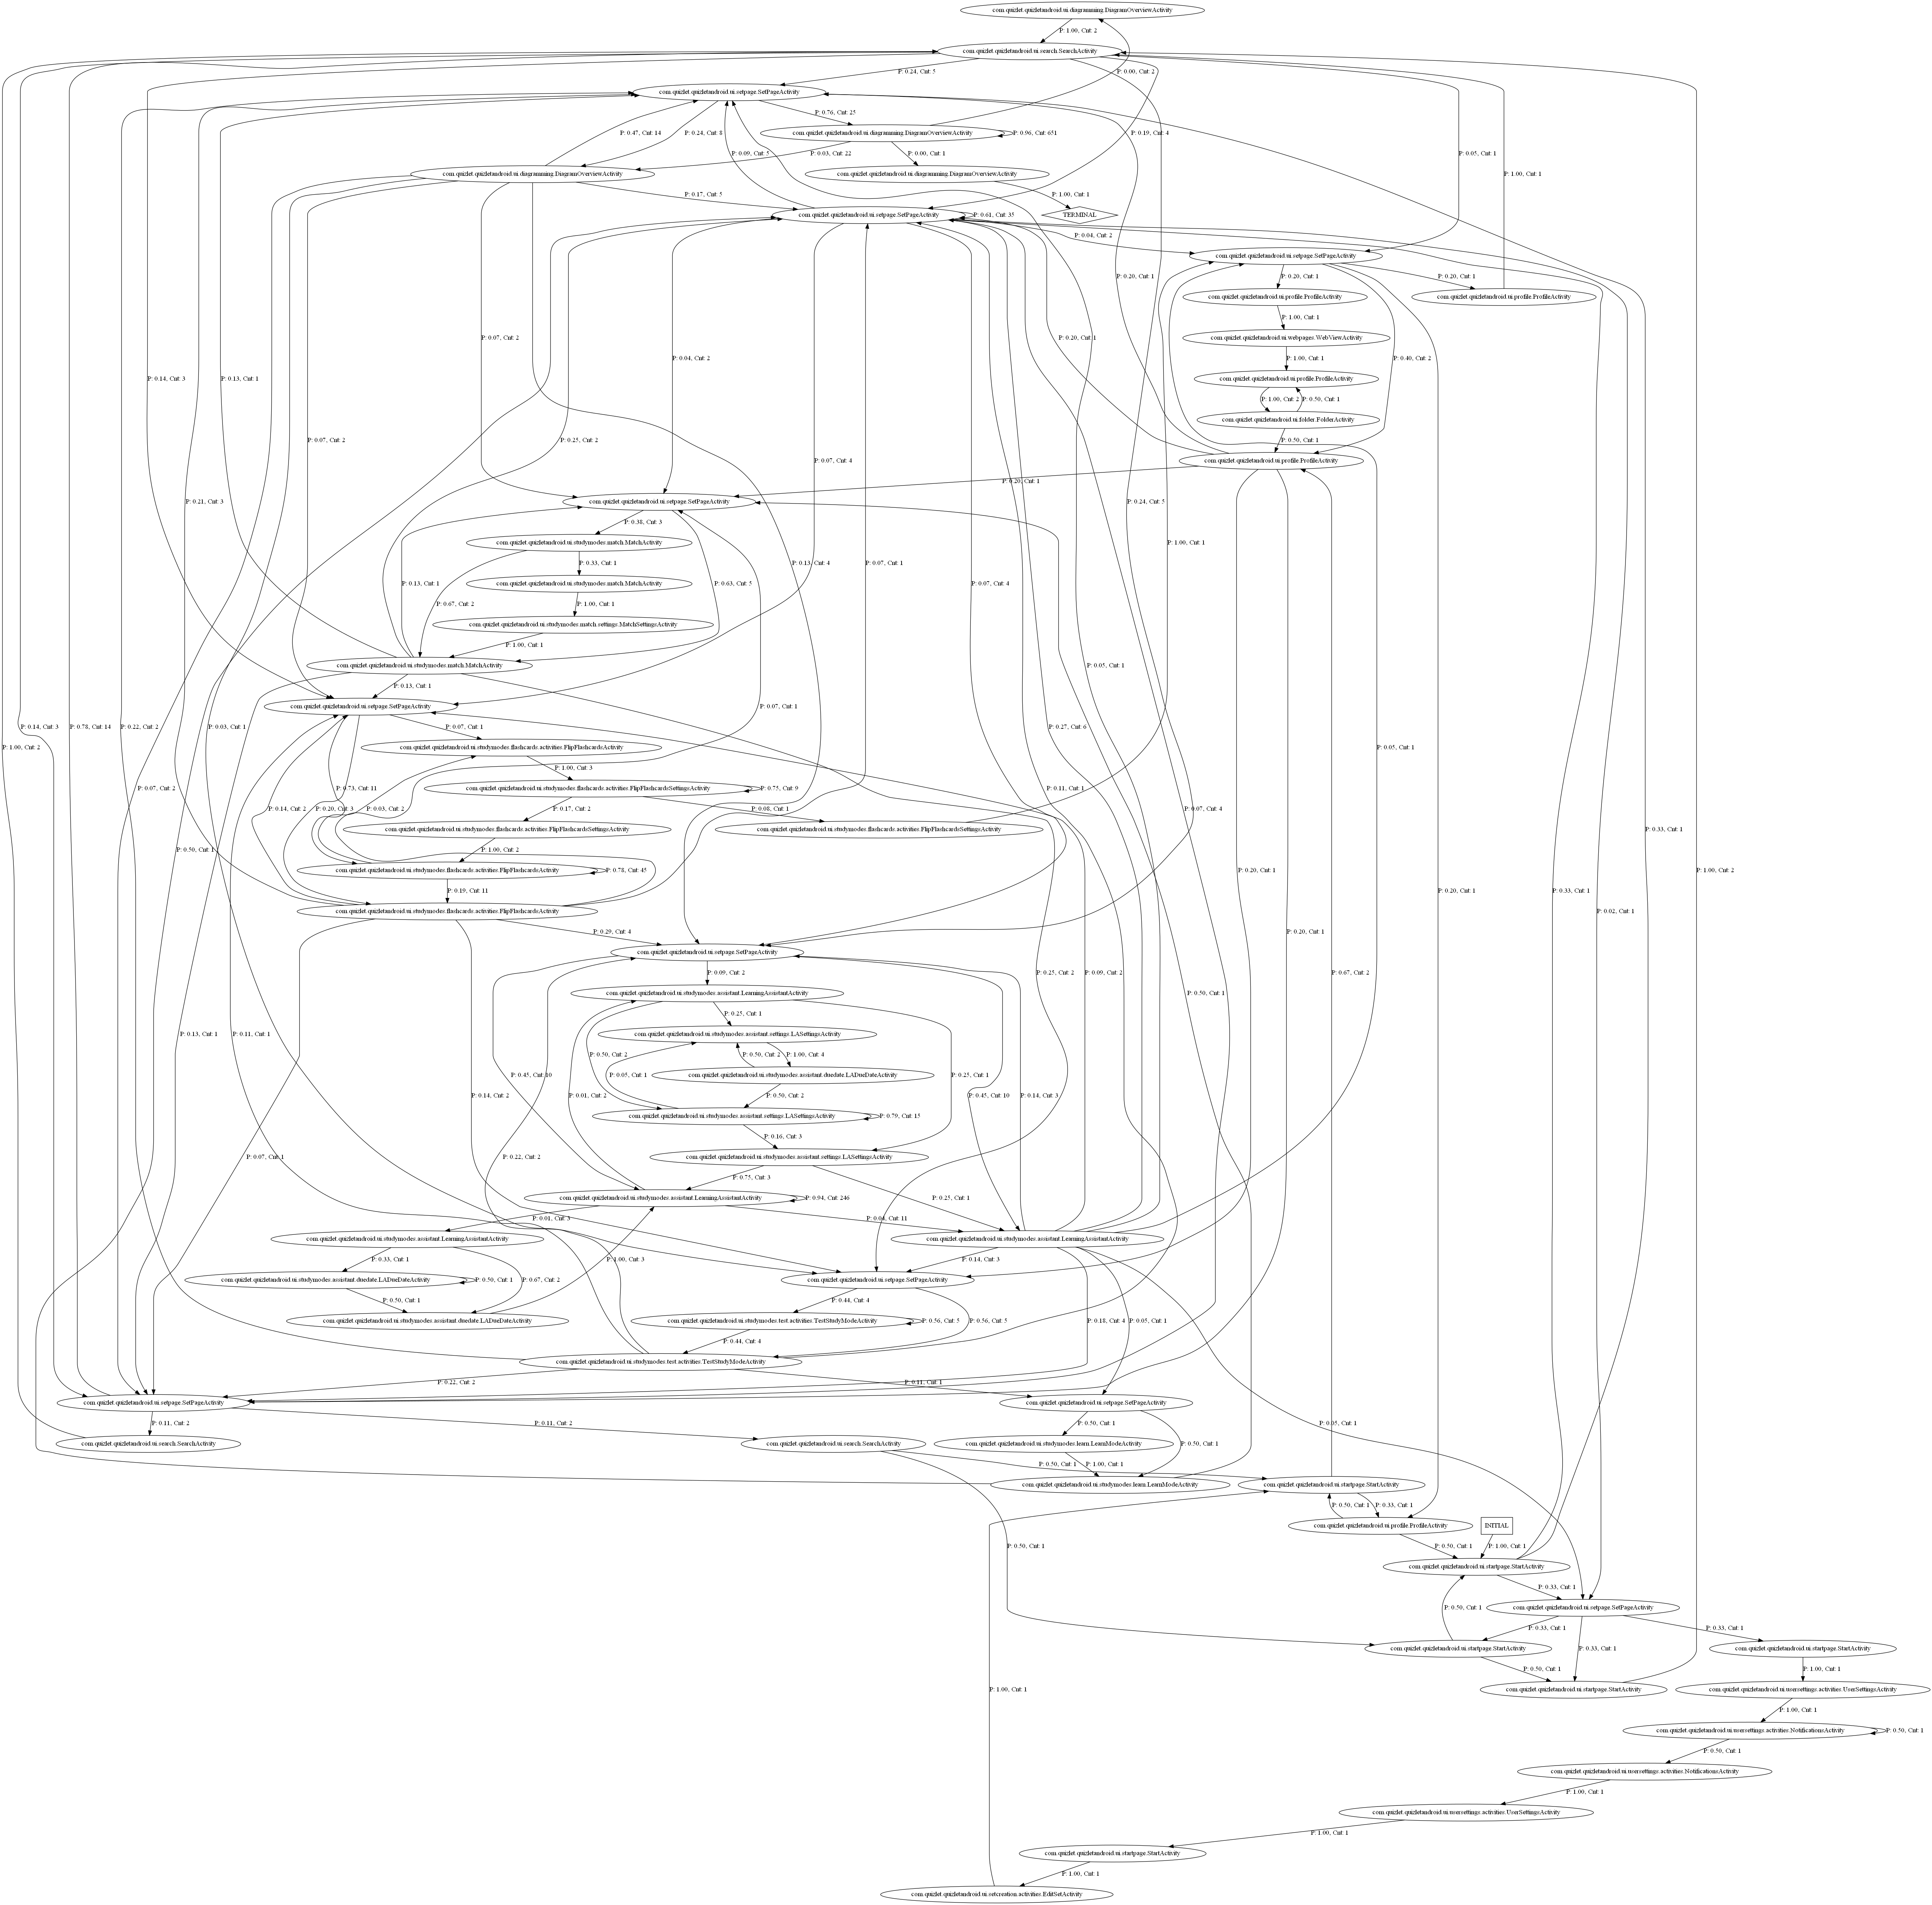 com.quizlet.quizletandroid.ui.diagramming.DiagramOverviewActivity
P: 1.00, Cnt: 2
com.quizlet.quizletandroid.ui.search.SearchActivity
P: 0.24, Cnt: 5
P: 0.00, Cnt: 2
com.quizlet.quizletandroid.ui.setpage.SetPageActivity
P: 0.76, Cnt: 25
P: 0.47, Cnt: 14
P: 0.24, Cnt: 8
com.quizlet.quizletandroid.ui.diagramming.DiagramOverviewActivity
P: 0.96, Cnt: 651
P: 0.19, Cnt: 4
P: 0.09, Cnt: 5
P: 0.03, Cnt: 22
P: 0.00, Cnt: 1
P: 0.05, Cnt: 1
com.quizlet.quizletandroid.ui.diagramming.DiagramOverviewActivity
com.quizlet.quizletandroid.ui.diagramming.DiagramOverviewActivity
P: 1.00, Cnt: 1
P: 0.17, Cnt: 5
P: 1.00, Cnt: 1
com.quizlet.quizletandroid.ui.setpage.SetPageActivity
P: 0.61, Cnt: 35
TERMINAL
P: 0.04, Cnt: 2
com.quizlet.quizletandroid.ui.setpage.SetPageActivity
P: 0.20, Cnt: 1
P: 0.20, Cnt: 1
P: 0.20, Cnt: 1
com.quizlet.quizletandroid.ui.profile.ProfileActivity
com.quizlet.quizletandroid.ui.profile.ProfileActivity
P: 1.00, Cnt: 1
P: 0.07, Cnt: 2
P: 0.20, Cnt: 1
com.quizlet.quizletandroid.ui.webpages.WebViewActivity
P: 0.04, Cnt: 2
P: 1.00, Cnt: 1
P: 0.40, Cnt: 2
P: 0.14, Cnt: 3
P: 0.13, Cnt: 1
com.quizlet.quizletandroid.ui.profile.ProfileActivity
P: 1.00, Cnt: 2
P: 0.50, Cnt: 1
com.quizlet.quizletandroid.ui.folder.FolderActivity
P: 0.07, Cnt: 2
P: 0.25, Cnt: 2
P: 0.50, Cnt: 1
com.quizlet.quizletandroid.ui.profile.ProfileActivity
P: 0.07, Cnt: 4
P: 0.20, Cnt: 1
P: 0.21, Cnt: 3
com.quizlet.quizletandroid.ui.setpage.SetPageActivity
P: 0.24, Cnt: 5
P: 0.38, Cnt: 3
com.quizlet.quizletandroid.ui.studymodes.match.MatchActivity
P: 1.00, Cnt: 1
P: 0.33, Cnt: 1
P: 0.13, Cnt: 4
P: 0.13, Cnt: 1
com.quizlet.quizletandroid.ui.studymodes.match.MatchActivity
P: 0.63, Cnt: 5
P: 0.07, Cnt: 1
P: 0.07, Cnt: 4
P: 0.67, Cnt: 2
P: 1.00, Cnt: 1
com.quizlet.quizletandroid.ui.studymodes.match.settings.MatchSettingsActivity
P: 1.00, Cnt: 1
com.quizlet.quizletandroid.ui.studymodes.match.MatchActivity
P: 0.05, Cnt: 1
P: 0.13, Cnt: 1
com.quizlet.quizletandroid.ui.setpage.SetPageActivity
P: 0.07, Cnt: 1
P: 0.14, Cnt: 3
P: 0.78, Cnt: 14
P: 0.22, Cnt: 2
P: 0.03, Cnt: 1
P: 0.07, Cnt: 1
P: 0.27, Cnt: 6
com.quizlet.quizletandroid.ui.studymodes.flashcards.activities.FlipFlashcardsActivity
P: 0.05, Cnt: 1
P: 1.00, Cnt: 2
P: 1.00, Cnt: 3
P: 0.07, Cnt: 2
P: 0.73, Cnt: 11
com.quizlet.quizletandroid.ui.studymodes.flashcards.activities.FlipFlashcardsSettingsActivity
P: 0.75, Cnt: 9
P: 0.14, Cnt: 2
P: 0.20, Cnt: 3
P: 0.03, Cnt: 2
P: 0.17, Cnt: 2
P: 0.08, Cnt: 1
P: 0.11, Cnt: 1
P: 0.07, Cnt: 4
com.quizlet.quizletandroid.ui.studymodes.flashcards.activities.FlipFlashcardsSettingsActivity
com.quizlet.quizletandroid.ui.studymodes.flashcards.activities.FlipFlashcardsSettingsActivity
P: 0.33, Cnt: 1
P: 0.50, Cnt: 1
P: 1.00, Cnt: 2
com.quizlet.quizletandroid.ui.studymodes.flashcards.activities.FlipFlashcardsActivity
P: 0.78, Cnt: 45
P: 0.20, Cnt: 1
P: 1.00, Cnt: 2
P: 0.19, Cnt: 11
P: 0.33, Cnt: 1
P: 0.20, Cnt: 1
com.quizlet.quizletandroid.ui.studymodes.flashcards.activities.FlipFlashcardsActivity
P: 0.02, Cnt: 1
P: 0.29, Cnt: 4
P: 0.20, Cnt: 1
com.quizlet.quizletandroid.ui.setpage.SetPageActivity
P: 0.09, Cnt: 2
P: 0.25, Cnt: 2
P: 0.09, Cnt: 2
P: 0.67, Cnt: 2
com.quizlet.quizletandroid.ui.studymodes.assistant.LearningAssistantActivity
P: 0.50, Cnt: 1
P: 0.25, Cnt: 1
P: 0.13, Cnt: 1
P: 0.11, Cnt: 1
com.quizlet.quizletandroid.ui.studymodes.assistant.settings.LASettingsActivity
P: 0.50, Cnt: 2
P: 0.50, Cnt: 2
P: 1.00, Cnt: 4
P: 0.45, Cnt: 10
P: 0.05, Cnt: 1
com.quizlet.quizletandroid.ui.studymodes.assistant.duedate.LADueDateActivity
P: 0.25, Cnt: 1
P: 0.14, Cnt: 2
P: 0.01, Cnt: 2
P: 0.50, Cnt: 2
P: 0.45, Cnt: 10
P: 0.14, Cnt: 3
com.quizlet.quizletandroid.ui.studymodes.assistant.settings.LASettingsActivity
P: 0.79, Cnt: 15
P: 0.16, Cnt: 3
P: 0.07, Cnt: 1
P: 0.22, Cnt: 2
com.quizlet.quizletandroid.ui.studymodes.assistant.settings.LASettingsActivity
P: 0.75, Cnt: 3
com.quizlet.quizletandroid.ui.studymodes.assistant.LearningAssistantActivity
P: 0.94, Cnt: 246
P: 0.25, Cnt: 1
P: 0.01, Cnt: 3
P: 0.04, Cnt: 11
com.quizlet.quizletandroid.ui.studymodes.assistant.LearningAssistantActivity
com.quizlet.quizletandroid.ui.studymodes.assistant.LearningAssistantActivity
P: 0.33, Cnt: 1
P: 1.00, Cnt: 3
P: 0.14, Cnt: 3
com.quizlet.quizletandroid.ui.studymodes.assistant.duedate.LADueDateActivity
P: 0.50, Cnt: 1
P: 0.67, Cnt: 2
com.quizlet.quizletandroid.ui.setpage.SetPageActivity
P: 0.50, Cnt: 1
P: 0.44, Cnt: 4
com.quizlet.quizletandroid.ui.studymodes.assistant.duedate.LADueDateActivity
com.quizlet.quizletandroid.ui.studymodes.test.activities.TestStudyModeActivity
P: 0.56, Cnt: 5
P: 0.56, Cnt: 5
P: 0.18, Cnt: 4
P: 0.05, Cnt: 1
P: 0.44, Cnt: 4
com.quizlet.quizletandroid.ui.studymodes.test.activities.TestStudyModeActivity
P: 0.22, Cnt: 2
P: 0.11, Cnt: 1
com.quizlet.quizletandroid.ui.setpage.SetPageActivity
com.quizlet.quizletandroid.ui.setpage.SetPageActivity
P: 0.11, Cnt: 2
P: 0.11, Cnt: 2
P: 0.50, Cnt: 1
P: 0.05, Cnt: 1
com.quizlet.quizletandroid.ui.search.SearchActivity
com.quizlet.quizletandroid.ui.search.SearchActivity
com.quizlet.quizletandroid.ui.studymodes.learn.LearnModeActivity
P: 0.50, Cnt: 1
P: 0.50, Cnt: 1
P: 1.00, Cnt: 1
com.quizlet.quizletandroid.ui.studymodes.learn.LearnModeActivity
com.quizlet.quizletandroid.ui.startpage.StartActivity
P: 0.50, Cnt: 1
P: 0.33, Cnt: 1
com.quizlet.quizletandroid.ui.profile.ProfileActivity
INITIAL
P: 0.50, Cnt: 1
P: 0.50, Cnt: 1
P: 1.00, Cnt: 1
com.quizlet.quizletandroid.ui.startpage.StartActivity
P: 0.33, Cnt: 1
P: 0.50, Cnt: 1
com.quizlet.quizletandroid.ui.setpage.SetPageActivity
P: 0.33, Cnt: 1
P: 0.33, Cnt: 1
P: 0.33, Cnt: 1
com.quizlet.quizletandroid.ui.startpage.StartActivity
com.quizlet.quizletandroid.ui.startpage.StartActivity
P: 0.50, Cnt: 1
P: 1.00, Cnt: 1
P: 1.00, Cnt: 1
com.quizlet.quizletandroid.ui.startpage.StartActivity
com.quizlet.quizletandroid.ui.usersettings.activities.UserSettingsActivity
P: 1.00, Cnt: 1
com.quizlet.quizletandroid.ui.usersettings.activities.NotificationsActivity
P: 0.50, Cnt: 1
P: 0.50, Cnt: 1
com.quizlet.quizletandroid.ui.usersettings.activities.NotificationsActivity
P: 1.00, Cnt: 1
com.quizlet.quizletandroid.ui.usersettings.activities.UserSettingsActivity
P: 1.00, Cnt: 1
com.quizlet.quizletandroid.ui.startpage.StartActivity
P: 1.00, Cnt: 1
com.quizlet.quizletandroid.ui.setcreation.activities.EditSetActivity